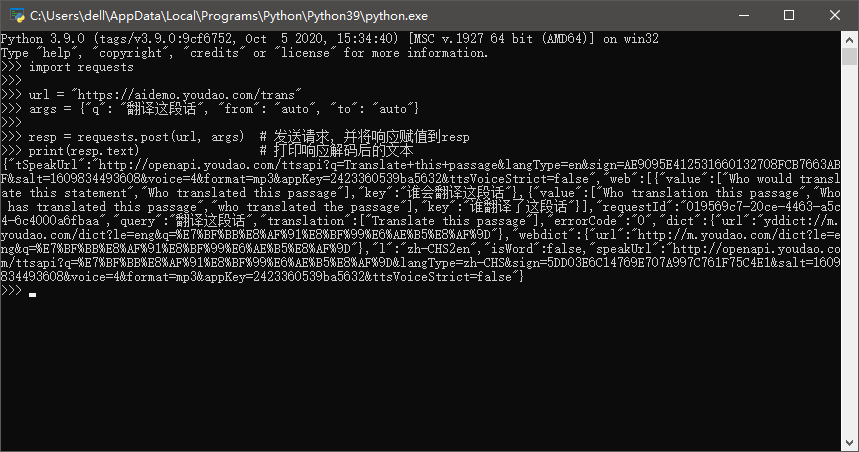 C:\Users\dell\AppData\Local\Programs\Python\Python39\python.exe
Python 3.9.0 (tags/v3.9.0:9cf6752, Oct  5 2020, 15:34:40) [MSC v.1927 64 bit (AMD64)] on win32
Type "help", "copyright", "credits" or "license" for more information.
>>> import requests
>>>
>>> url = "https://aidemo.youdao.com/trans"
>>> args = {"q": "翻译这段话", "from": "auto", "to": "auto"}
>>>
>>> resp = requests.post(url, args)  # 发送请求，并将响应赋值到resp
>>> print(resp.text)                 # 打印响应解码后的文本
{"tSpeakUrl":"http://openapi.youdao.com/ttsapi?q=Translate+this+passage&langType=en&sign=AE9095E412531660132708FCB7663AB
F&salt=1609834493608&voice=4&format=mp3&appKey=2423360539ba5632&ttsVoiceStrict=false","web":[{"value":["Who would transl
ate this statement","Who translated this passage"],"key":"谁会翻译这段话"},{"value":["Who translation this passage","Who
 has translated this passage","who translated the passage"],"key":"谁翻译了这段话"}],"requestId":"019569c7-20ce-4463-a5c
4-6c4000a6fbaa","query":"翻译这段话","translation":["Translate this passage"],"errorCode":"0","dict":{"url":"yddict://m.
youdao.com/dict?le=eng&q=%E7%BF%BB%E8%AF%91%E8%BF%99%E6%AE%B5%E8%AF%9D"},"webdict":{"url":"http://m.youdao.com/dict?le=e
ng&q=%E7%BF%BB%E8%AF%91%E8%BF%99%E6%AE%B5%E8%AF%9D"},"l":"zh-CHS2en","isWord":false,"speakUrl":"http://openapi.youdao.co
m/ttsapi?q=%E7%BF%BB%E8%AF%91%E8%BF%99%E6%AE%B5%E8%AF%9D&langType=zh-CHS&sign=5DD03E6C14769E707A997C761F75C4E1&salt=1609
834493608&voice=4&format=mp3&appKey=2423360539ba5632&ttsVoiceStrict=false"}
>>>